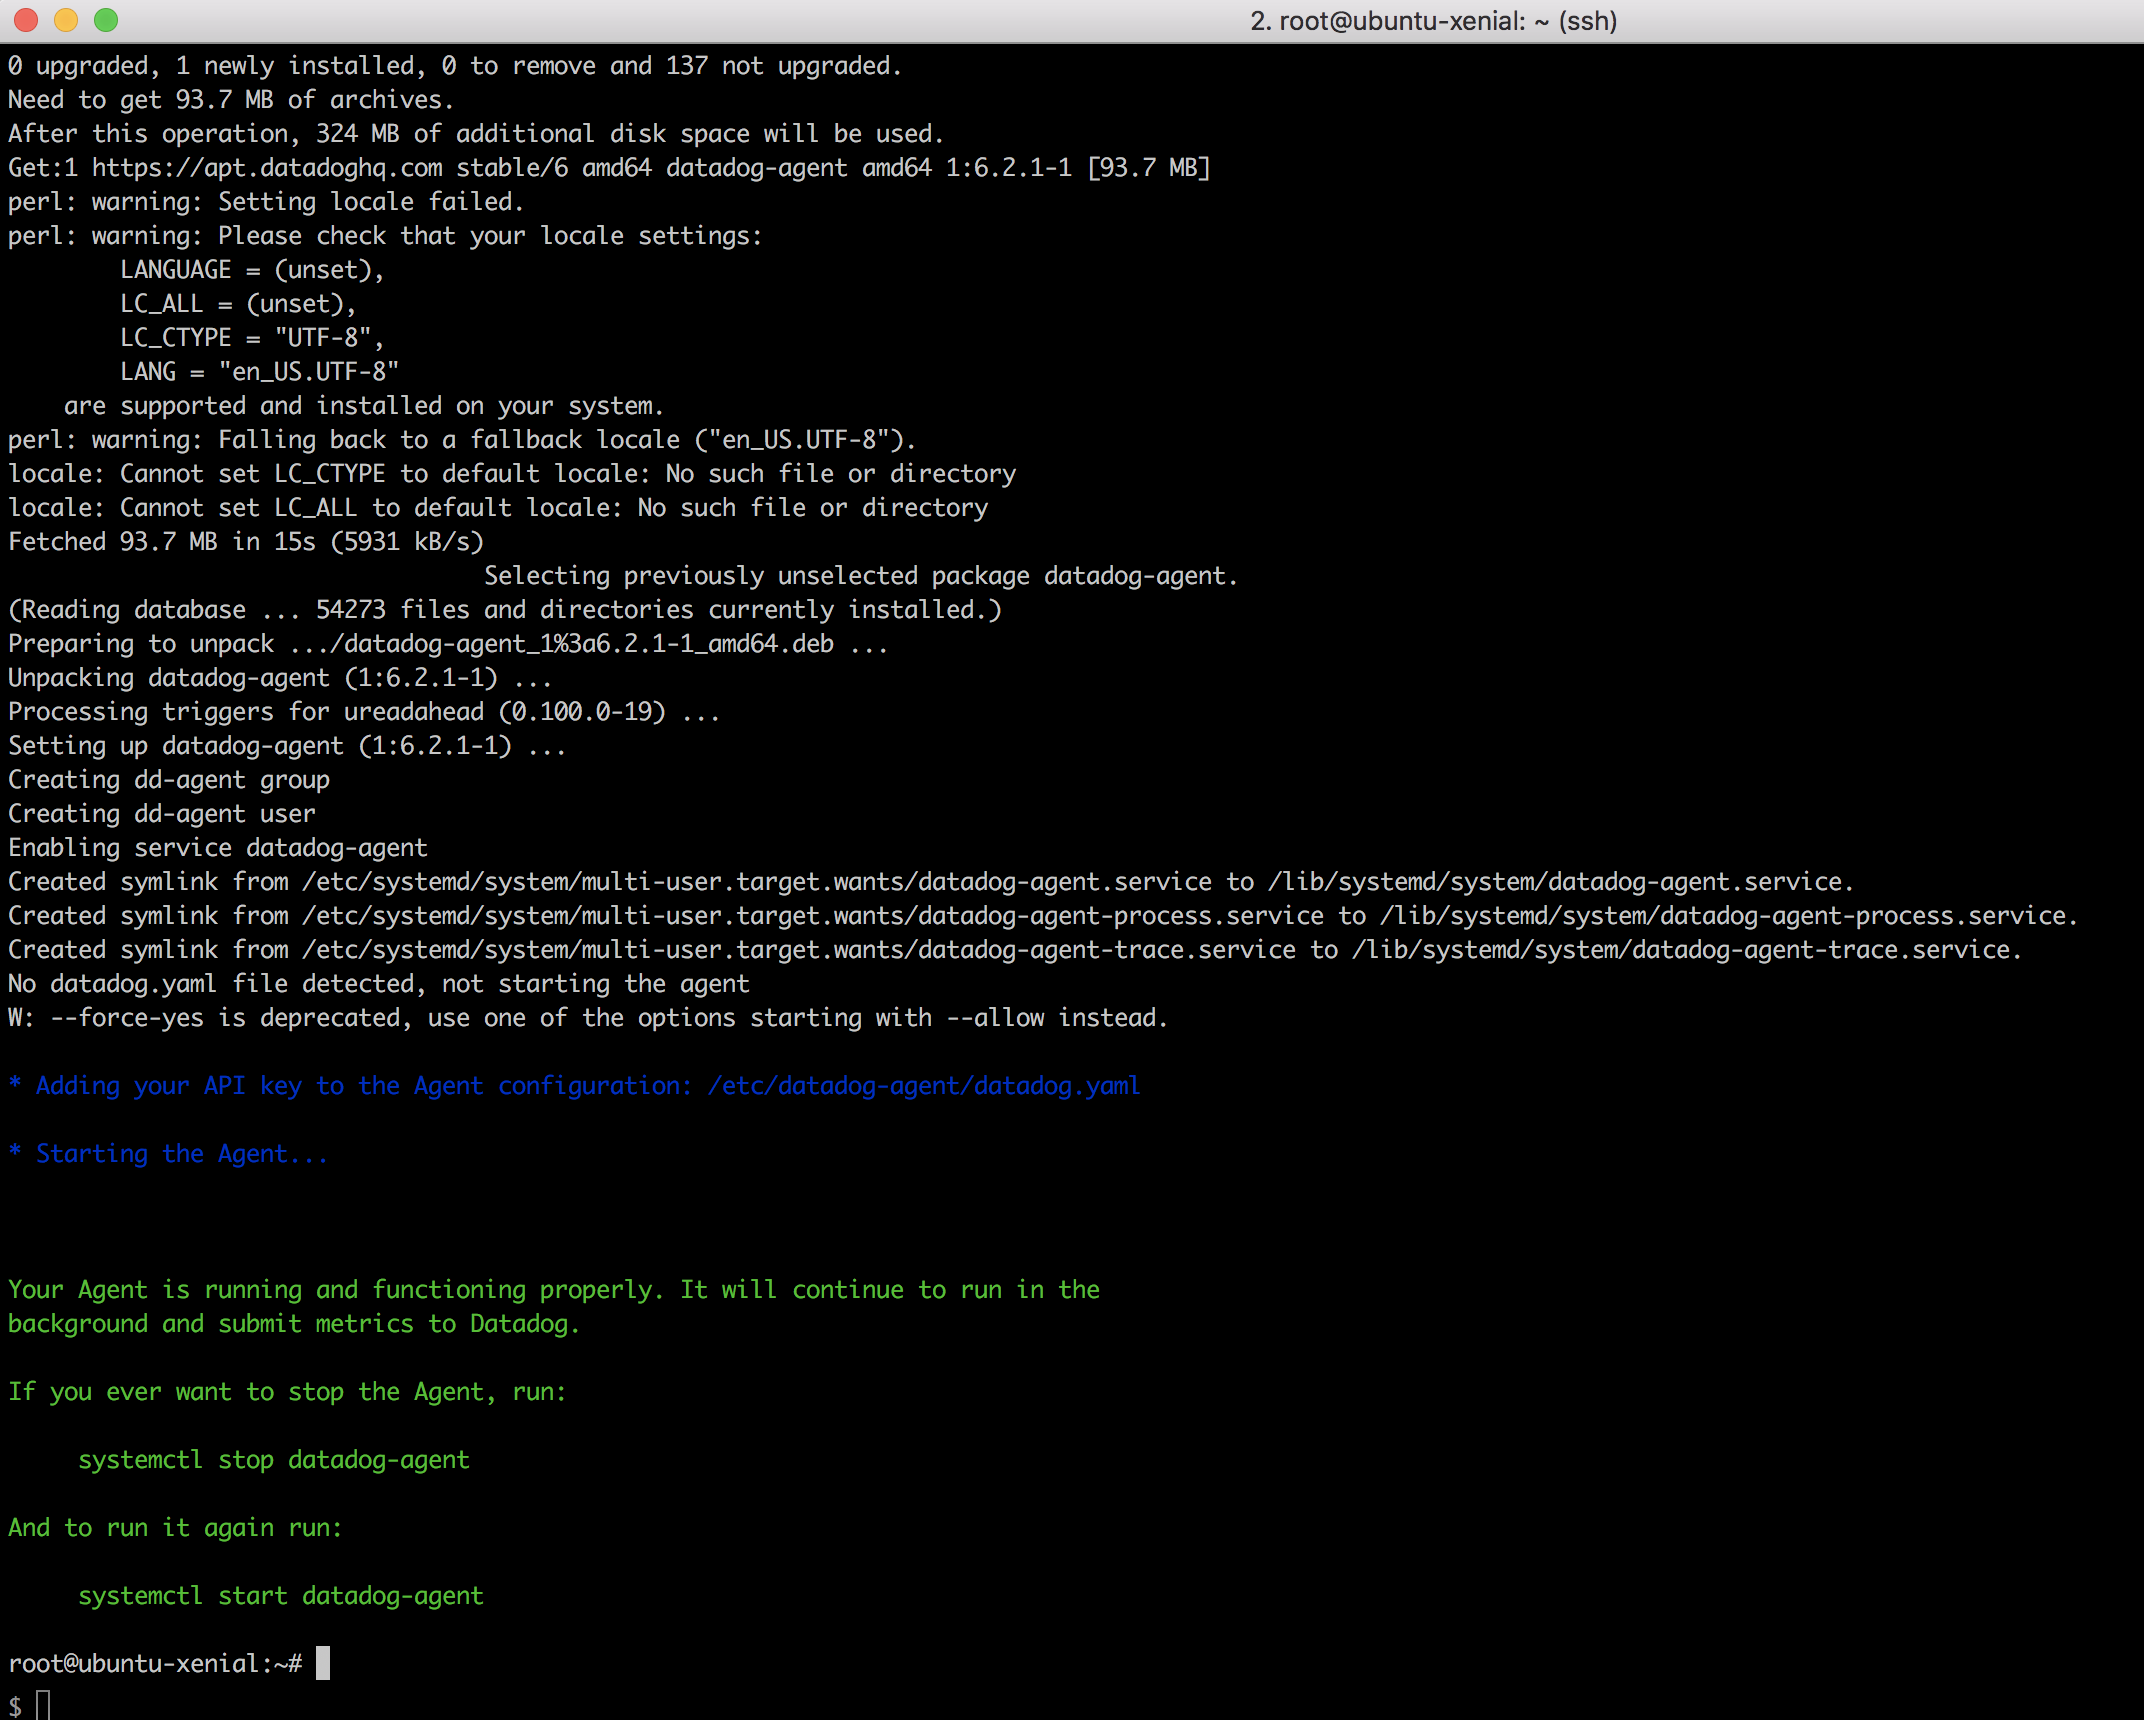 2. root@ubuntu-xenial: ~ (ssh)
0 upgraded, 1 newly installed, 0 to remove and 137 not upgraded.
Need to get 93.7 MB of archives.
After this operation, 324 MB of additional disk space will be used.
Get:1 https://apt.datadoghq.com stable/6 amd64 datadog-agent amd64 1:6.2.1-1 [93.7 MB]
perl: warning: Setting locale failed.
perl: warning: Please check that your locale settings:
        LANGUAGE = (unset),
        LC_ALL = (unset),
        LC_CTYPE = "UTF-8",
        LANG = "en_US.UTF-8"
    are supported and installed on your system.
perl: warning: Falling back to a fallback locale ("en_US.UTF-8").
locale: Cannot set LC_CTYPE to default locale: No such file or directory
locale: Cannot set LC_ALL to default locale: No such file or directory
Fetched 93.7 MB in 15s (5931 kB/s)
                                  Selecting previously unselected package datadog-agent.
(Reading database ... 54273 files and directories currently installed.)
Preparing to unpack .../datadog-agent_1%3a6.2.1-1_amd64.deb ...
Unpacking datadog-agent (1:6.2.1-1) ...
Processing triggers for ureadahead (0.100.0-19) ...
Setting up datadog-agent (1:6.2.1-1) ...
Creating dd-agent group
Creating dd-agent user
Enabling service datadog-agent
Created symlink from /etc/systemd/system/multi-user.target.wants/datadog-agent.service to /lib/systemd/system/datadog-agent.service.
Created symlink from /etc/systemd/system/multi-user.target.wants/datadog-agent-process.service to /lib/systemd/system/datadog-agent-process.service.
Created symlink from /etc/systemd/system/multi-user.target.wants/datadog-agent-trace.service to /lib/systemd/system/datadog-agent-trace.service.
No datadog.yaml file detected, not starting the agent
W: --force-yes is deprecated, use one of the options starting with --allow instead.
* Adding your API key to the Agent configuration: /etc/datadog-agent/datadog.yaml
* Starting the Agent...
Your Agent is running and functioning properly. It will continue to run in the
background and submit metrics to Datadog.
If you ever want to stop the Agent, run:
     systemctl stop datadog-agent
And to run it again run:
     systemctl start datadog-agent
root@ubuntu-xenial:~#
$